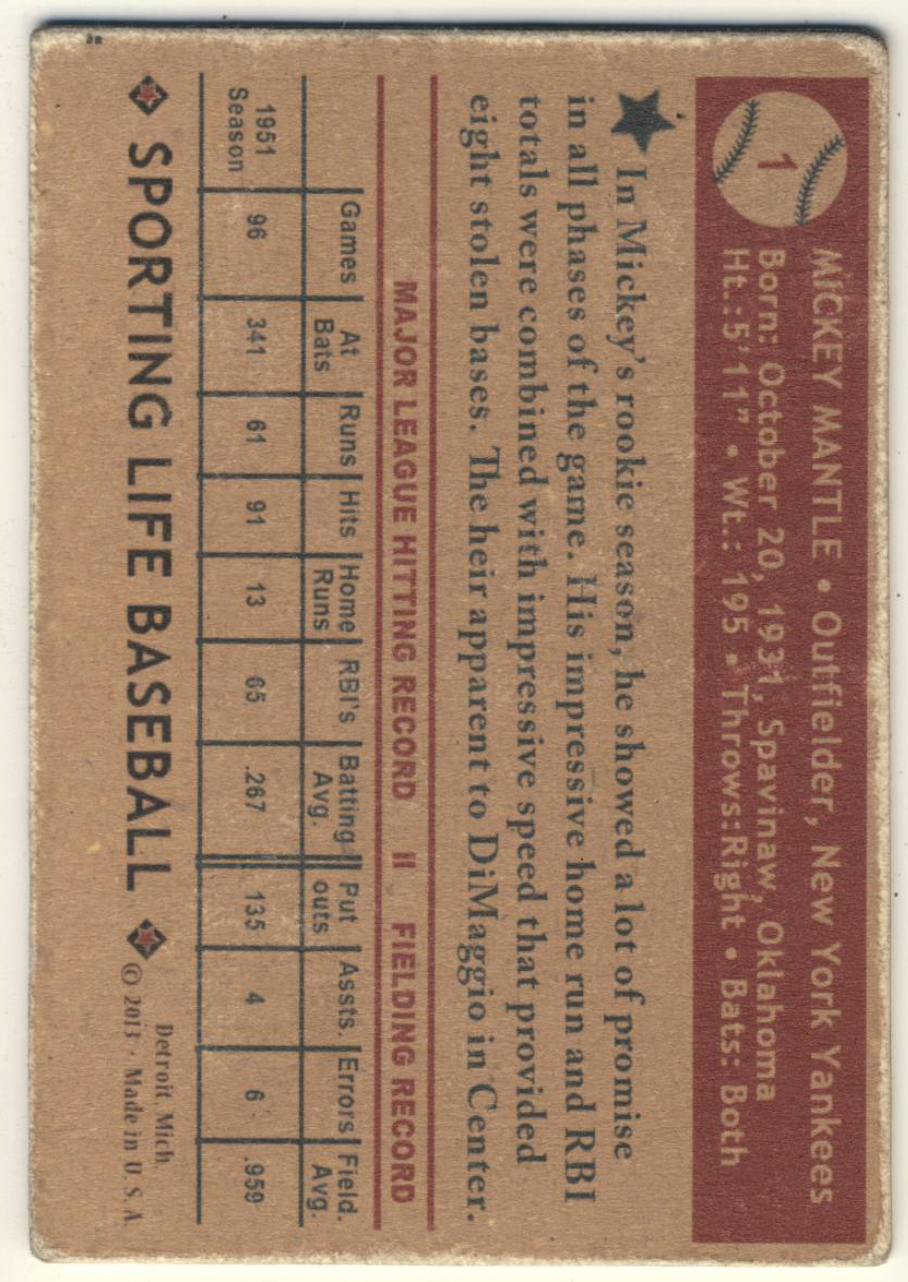 1
MICKEY MANTLE • Outfielder, New York Yankees
Born: October 20, 1931, Spavinaw, Oklahoma
Ht.:5’11” • Wt.: 195 • Throws:Right • Bats: Both
In Mickey’s rookie season, he showed a lot of promise
in all phases of the game. His impressive home run and RBI
totals were combined with impressive speed that provided
eight stolen bases. The heir apparent to DiMaggio in Center.
MAJOR LEAGUE HITTING RECORD II FIELDING RECORD
Games At Bats Runs Hits Home Runs RBI's Batting Avg. Put outs Assts. Errors Field. Avg.
1951 Season 96 341 61 91 13 65 .267 135 4 6 .959
SPORTING LIFE BASEBALL
Detroit Mich.
© 2013 • Made in U. S. A.